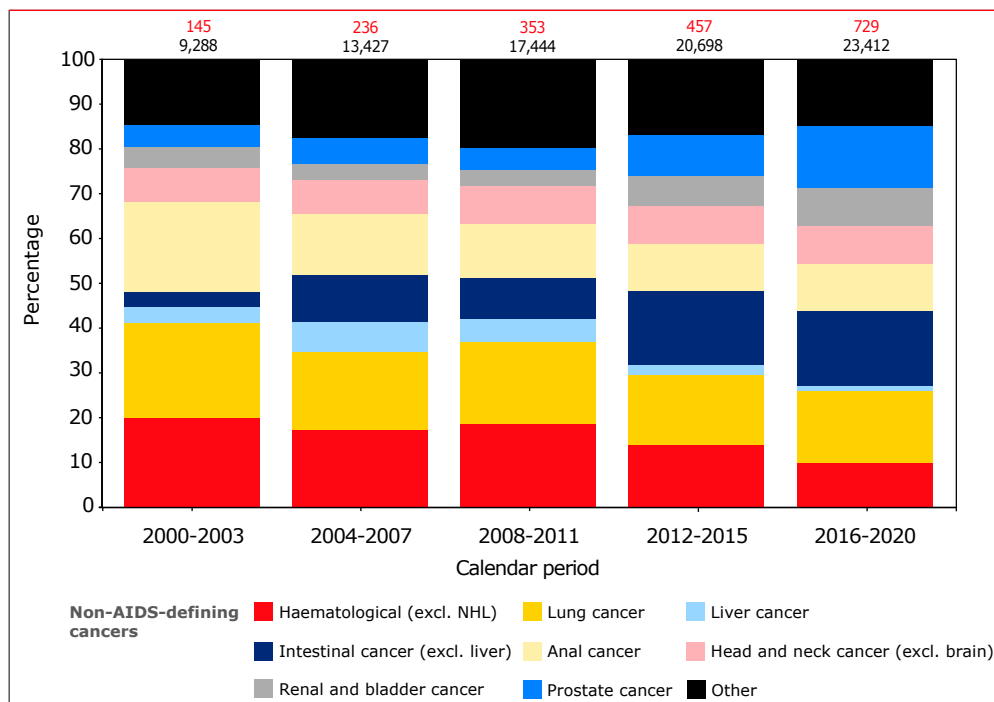 145 236 353 457 729
9,288 13,427 17,444 20,698 23,412
100
90
80
70
60
50
40
30
20
10
0
Percentage
2000-2003 2004-2007 2008-2011 2012-2015 2016-2020
Calendar period
Non-AIDS-defining
cancers
Haematological (excl. NHL) Lung cancer Liver cancer
Intestinal cancer (excl. liver) Anal cancer Head and neck cancer (excl. brain)
Renal and bladder cancer Prostate cancer Other